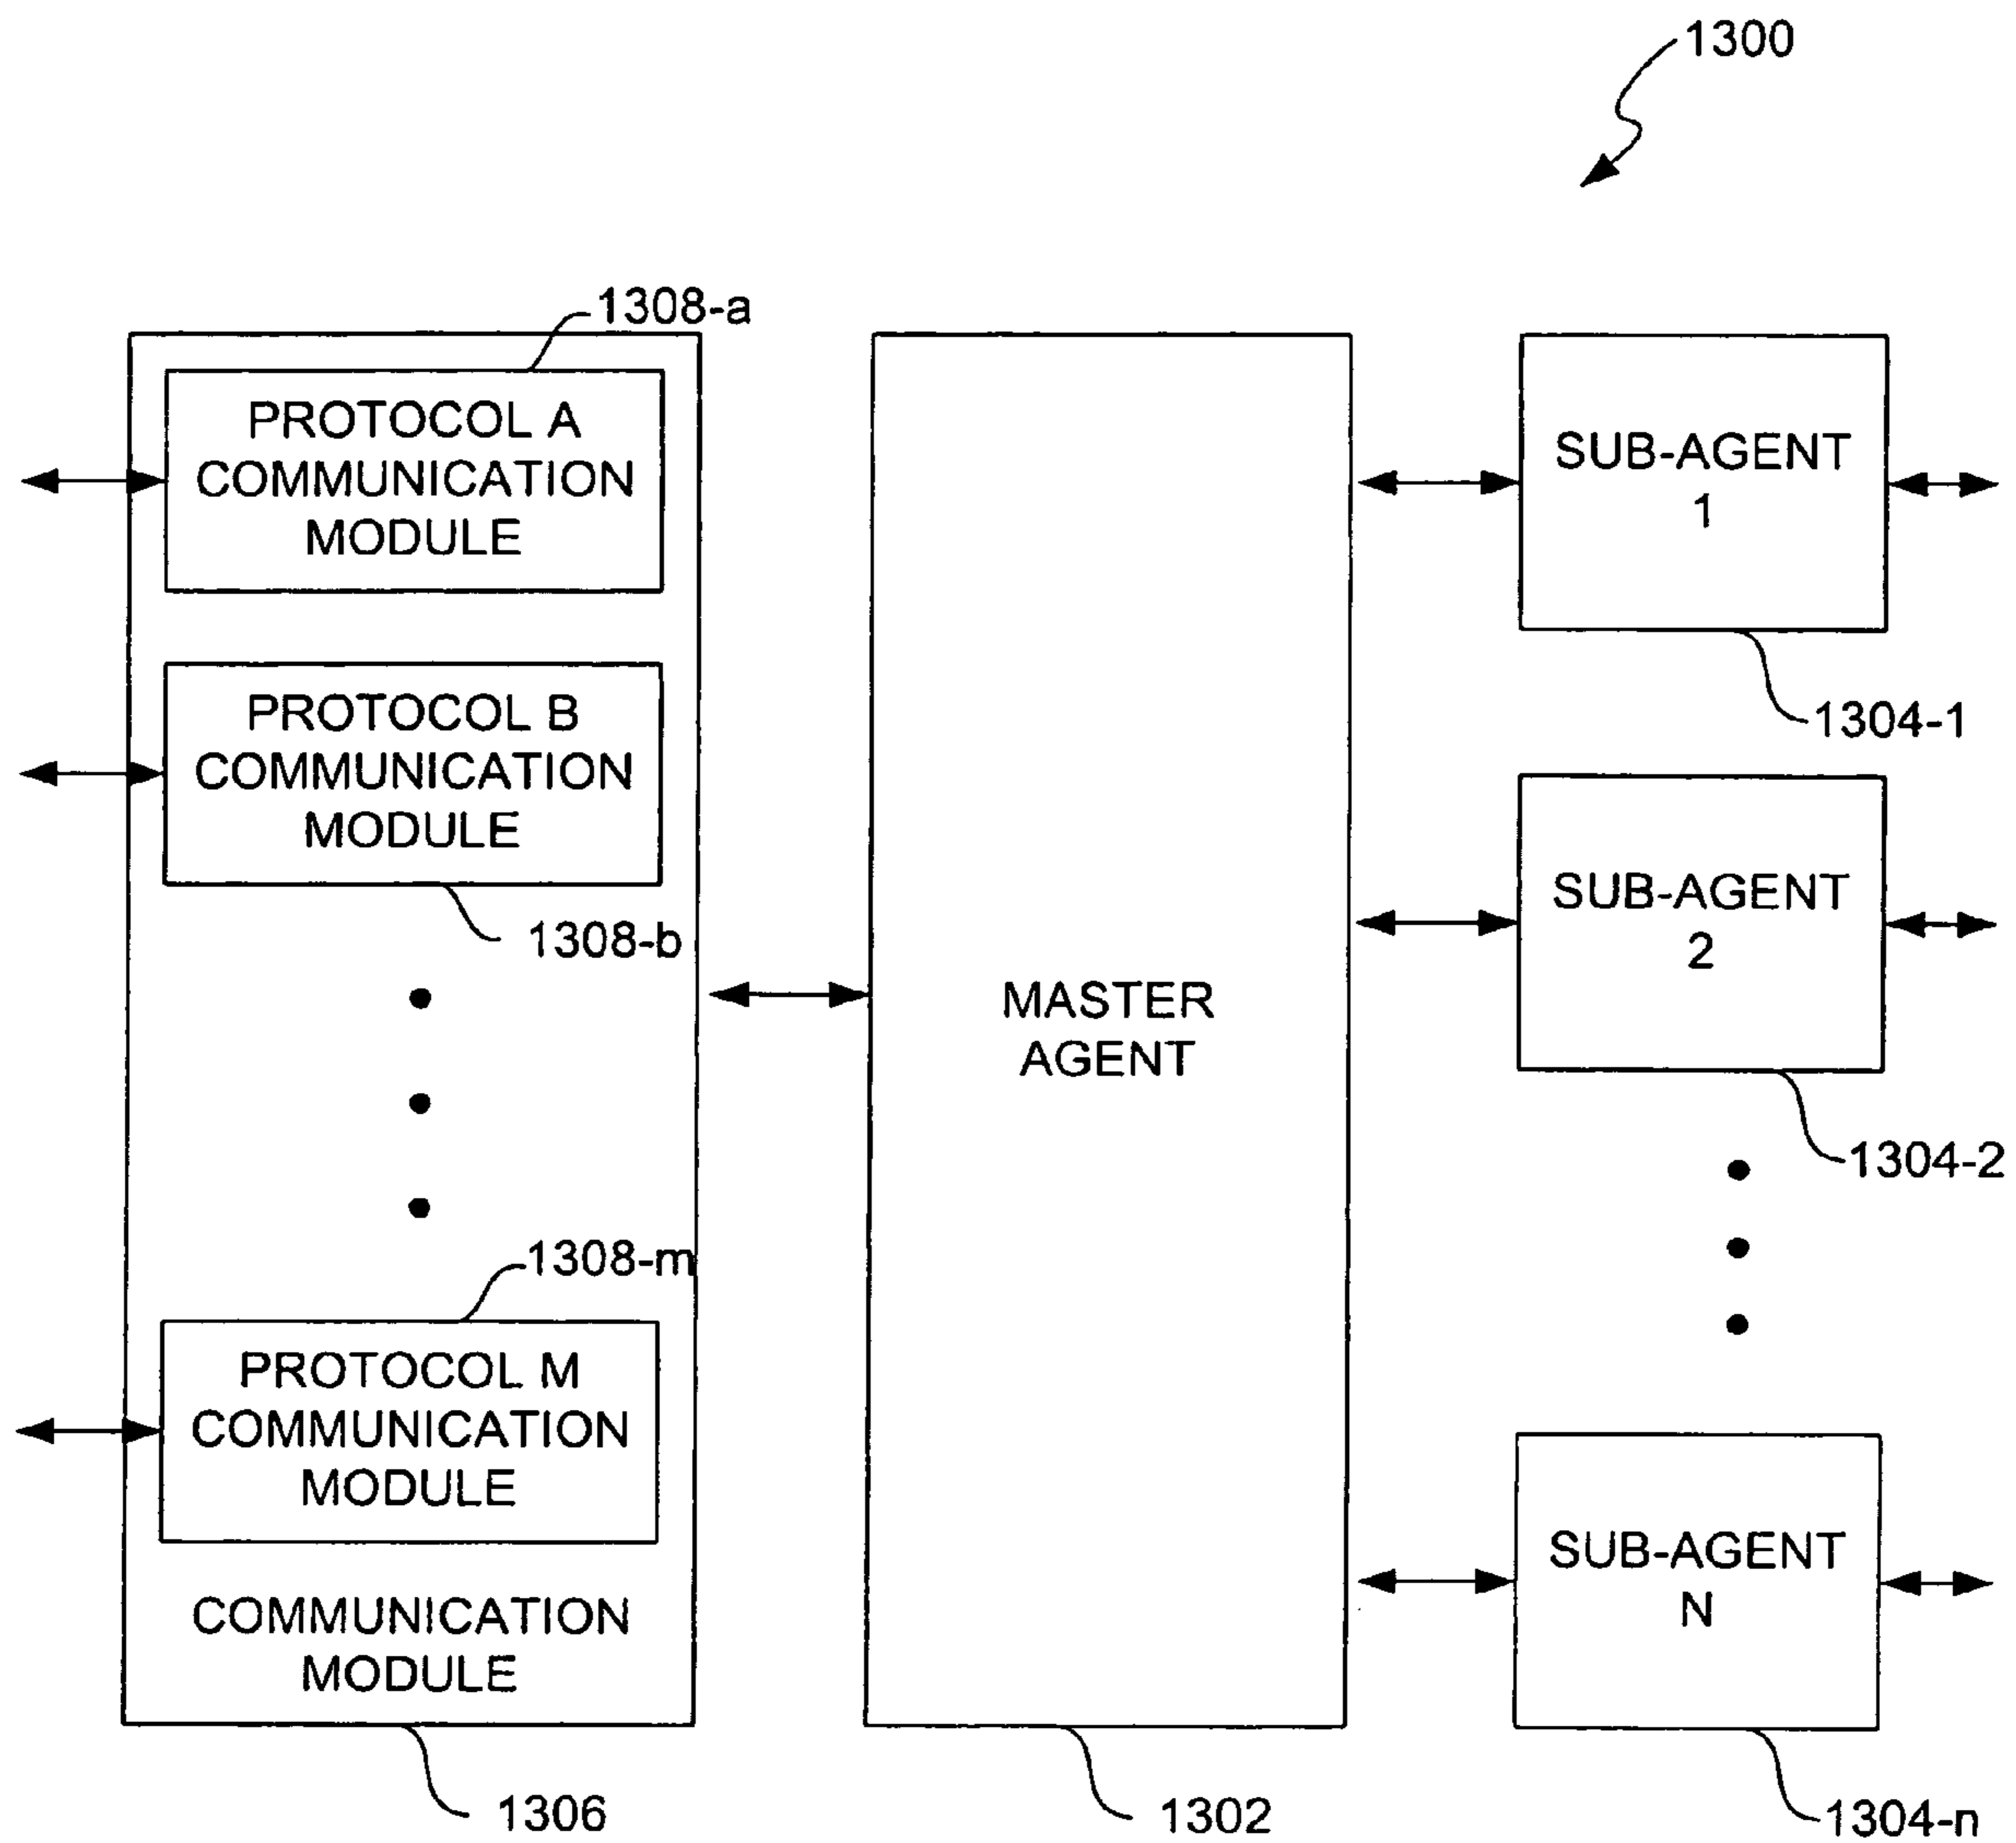 1300
1308-a
PROTOCOL A
COMMUNICATION
MODULE
PROTOCOL B
COMMUNICATION
MODULE
1308-b
1308-m
PROTOCOL M
COMMUNICATION
MODULE
COMMUNICATION
MODULE
1306
MASTER
AGENT
1302
SUB-AGENT
1
1304-1
SUB-AGENT
2
1304-2
SUB-AGENT
N
1304-n